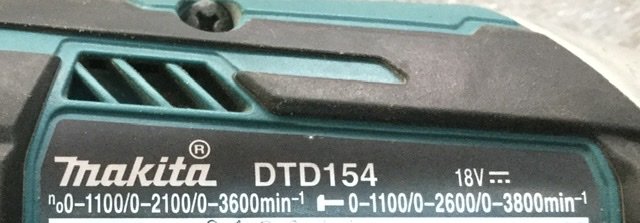 makita® DTD154 18V⎓
n₀0-1100/0-2100/0-3600min⁻¹ 0-1100/0-2600/0-3800min⁻¹